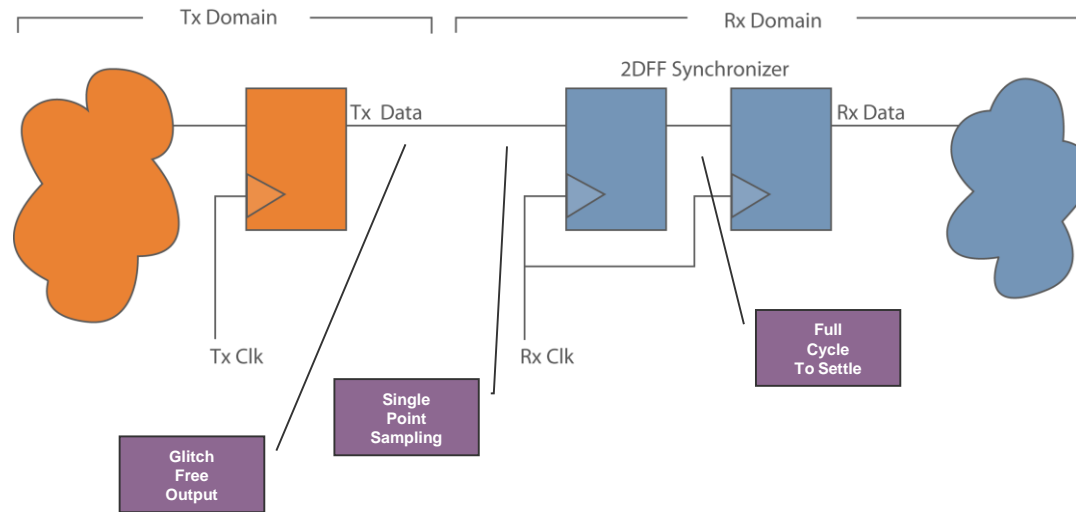 Tx Domain
Rx Domain
2DFF Synchronizer
Tx Data
Rx Data
Tx Clk
Rx Clk
Full
Cycle
To Settle
Single
Point
Sampling
Glitch
Free
Output